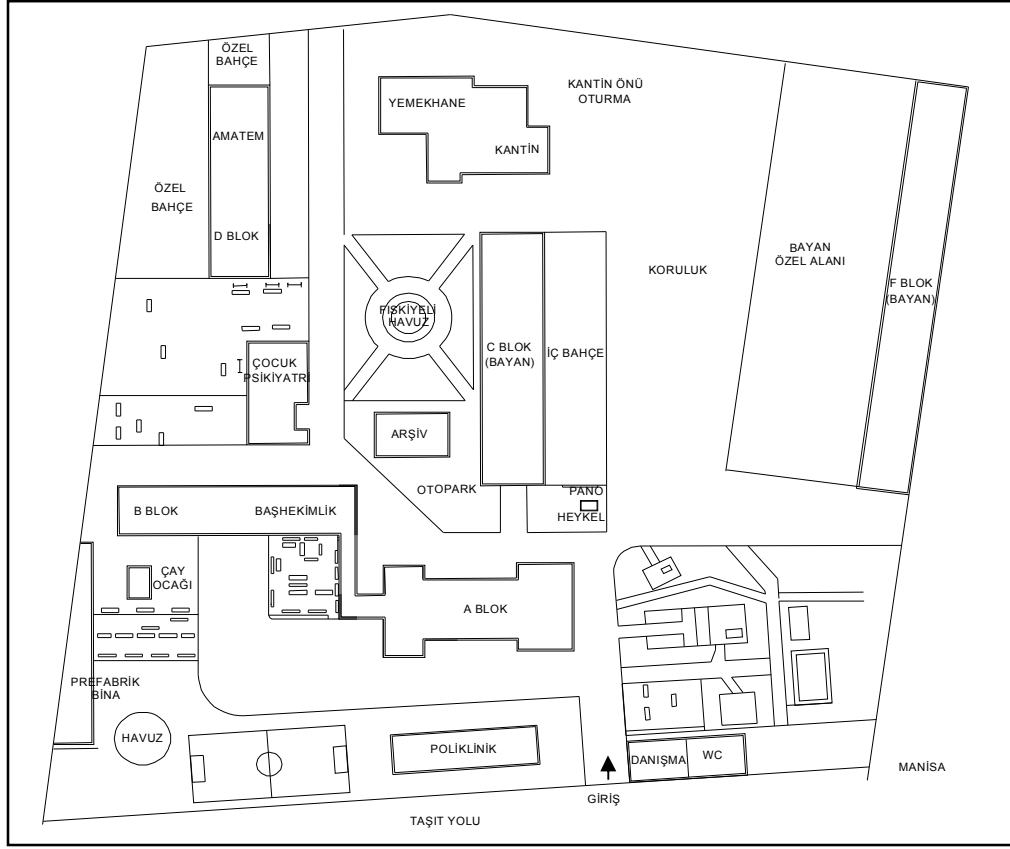 ÖZEL
BAHÇE
YEMEKHANE
KANTİN ÖNÜ
OTURMA
AMATEM
KANTİN
ÖZEL
BAHÇE
D BLOK
BAYAN
ÖZEL ALANI
KORULUK
F BLOK
(BAYAN)
FISKİYELİ
HAVUZ
C BLOK
(BAYAN)
İÇ BAHÇE
ÇOCUK
PSİKİYATRİ
ARŞİV
OTOPARK
PANO
HEYKEL
B BLOK
BAŞHEKİMLİK
ÇAY
OCAĞI
A BLOK
PREFABRİK
BİNA
HAVUZ
POLİKLİNİK
DANIŞMA
WC
MANİSA
GİRİŞ
TAŞIT YOLU